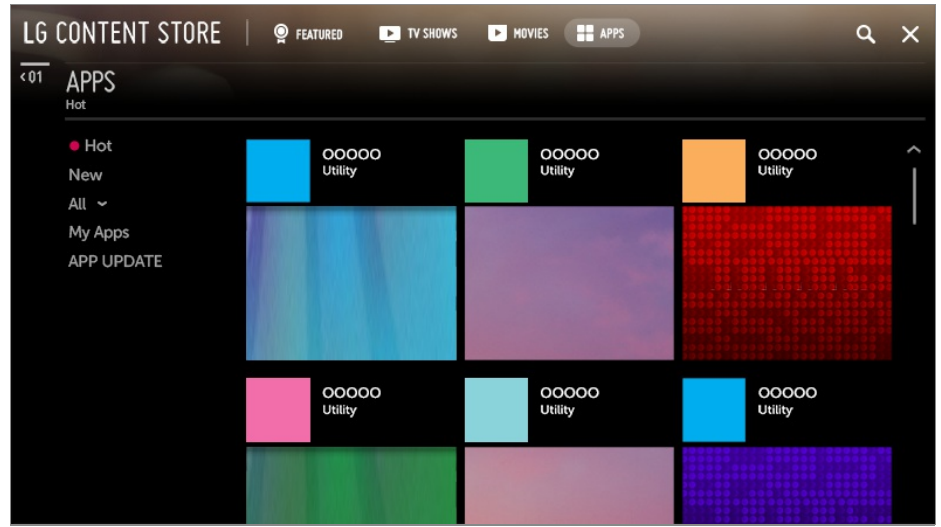 LG CONTENT STORE
FEATURED
TV SHOWS
MOVIES
APPS
<01
APPS
Hot
Hot
New
All
My Apps
APP UPDATE
OOOOO
Utility
OOOOO
Utility
OOOOO
Utility
OOOOO
Utility
OOOOO
Utility
OOOOO
Utility